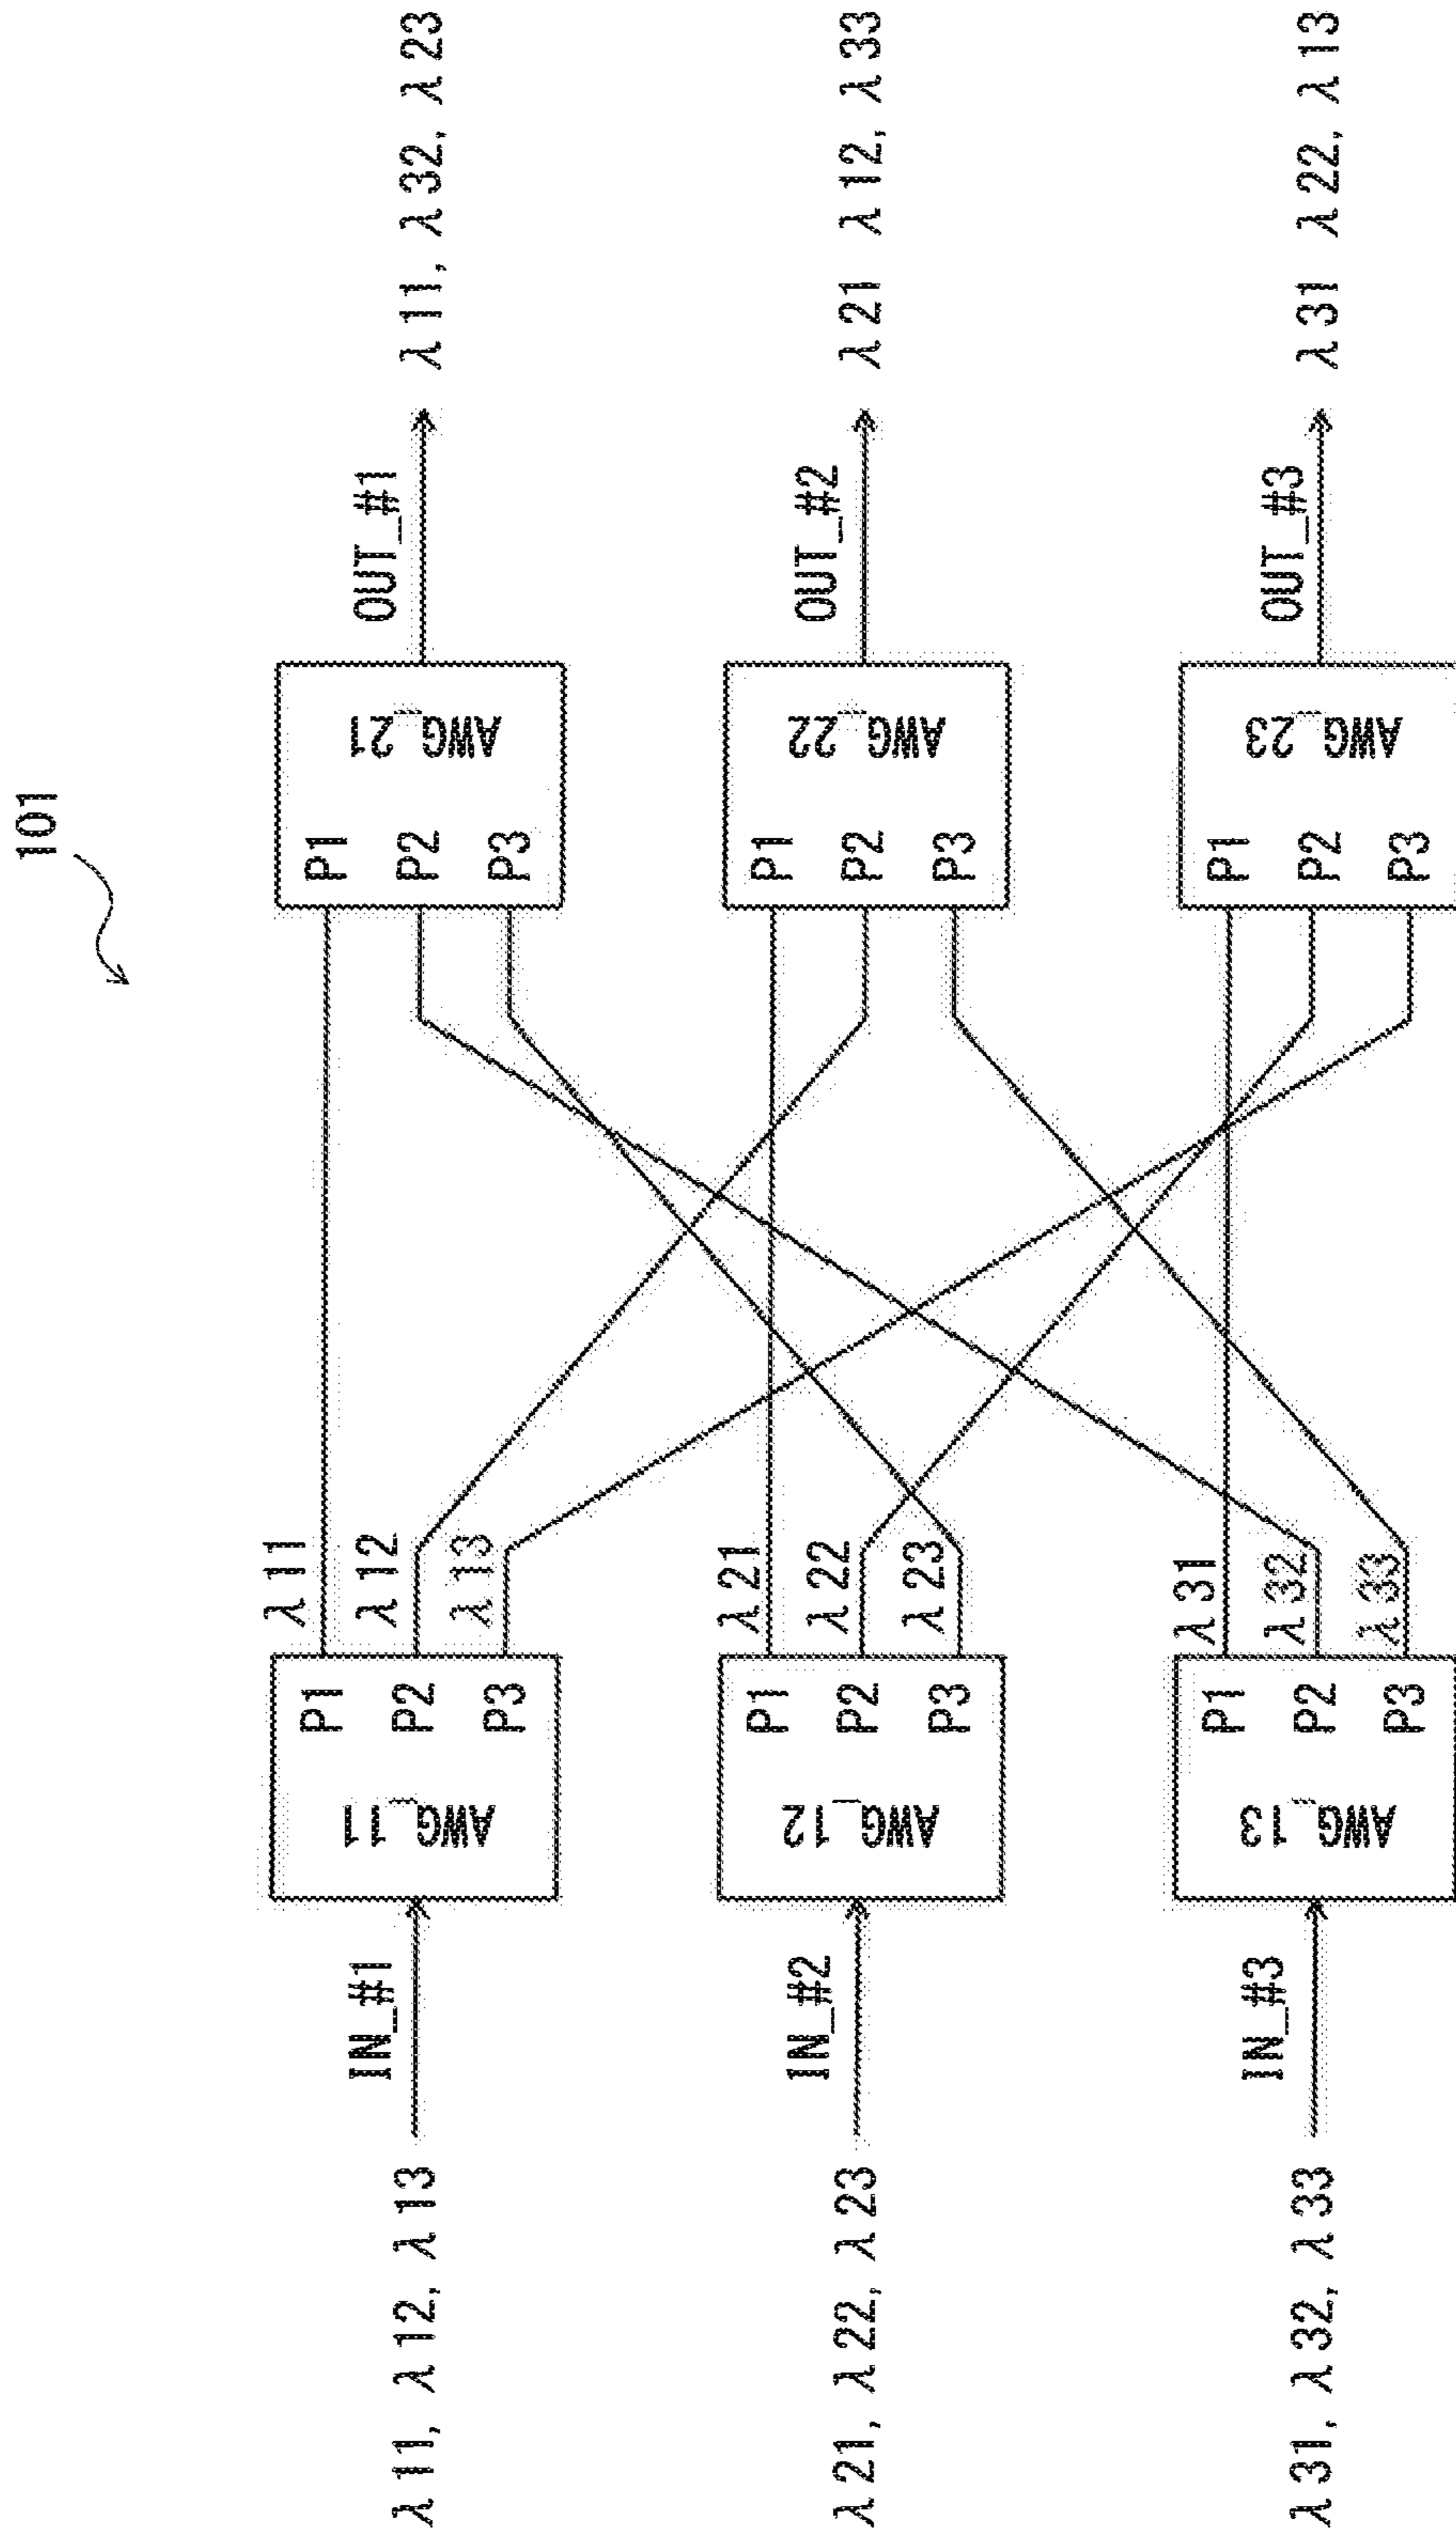 101
λ11, λ12, λ13
IN_#1
AWG_11
P1
P2
P3
λ11
λ12
λ13
P1
P2
P3
AWG_21
OUT_#1
λ11, λ32, λ23
λ21, λ22, λ23
IN_#2
AWG_12
P1
P2
P3
λ21
λ22
λ23
P1
P2
P3
AWG_22
OUT_#2
λ21 λ12, λ33
λ31, λ32, λ33
IN_#3
AWG_13
P1
P2
P3
λ31
λ32
λ33
P1
P2
P3
AWG_23
OUT_#3
λ31 λ22, λ13